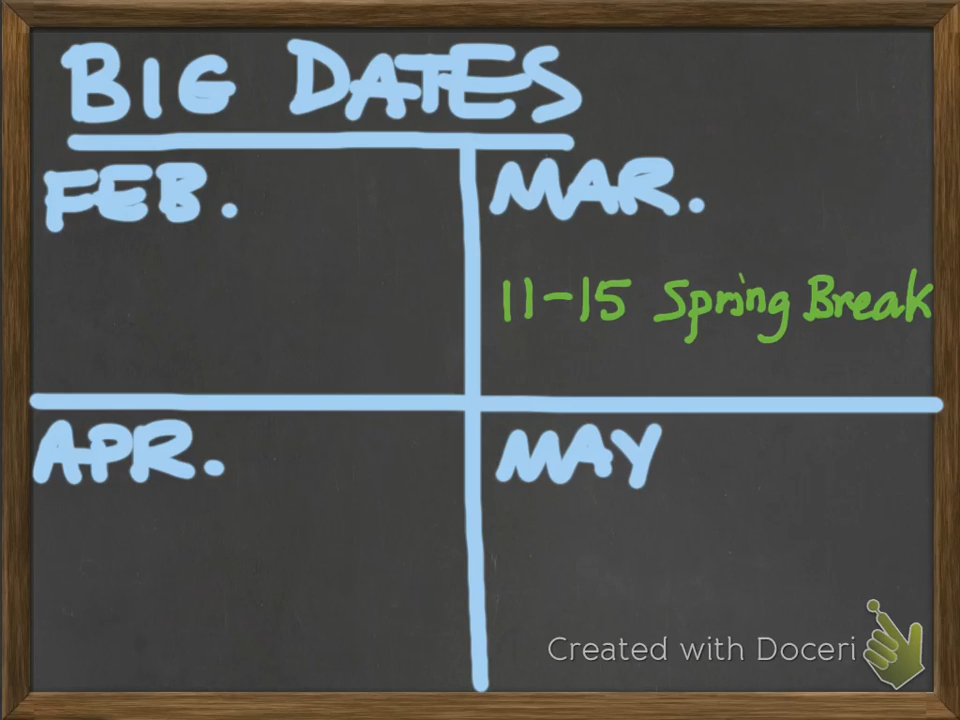 BIG DATES
FEB.
MAR.
11-15 Spring Break
APR.
MAY
Created with Doceri